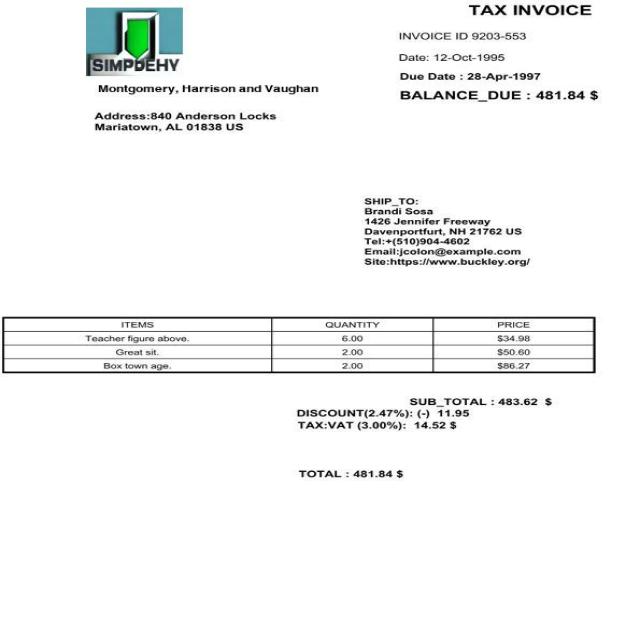 TAX INVOICE
INVOICE ID 9203-553
Date: 12-Oct-1995
Due Date : 28-Apr-1997
BALANCE_DUE : 481.84 $
SIMPDEHY
Montgomery, Harrison and Vaughan
Address:840 Anderson Locks
Mariatown, AL 01838 US
SHIP_TO:
Brandi Sosa
1426 Jennifer Freeway
Davenportfurt, NH 21762 US
Tel:+(510)904-4602
Email:jcolon@example.com
Site:https://www.buckley.org/
ITEMS QUANTITY PRICE
Teacher figure above. 6.00 $34.98
Great sit. 2.00 $50.60
Box town age. 2.00 $86.27
SUB_TOTAL : 483.62 $
DISCOUNT(2.47%): (-) 11.95
TAX:VAT (3.00%): 14.52 $
TOTAL : 481.84 $